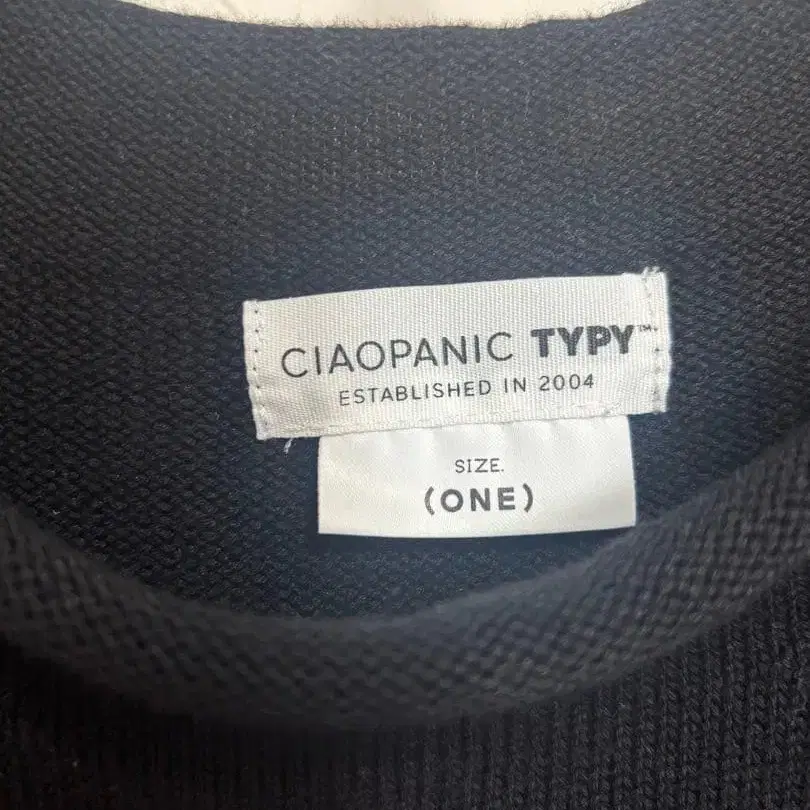 CIAOPANIC TYPY™
ESTABLISHED IN 2004
SIZE.
(ONE)